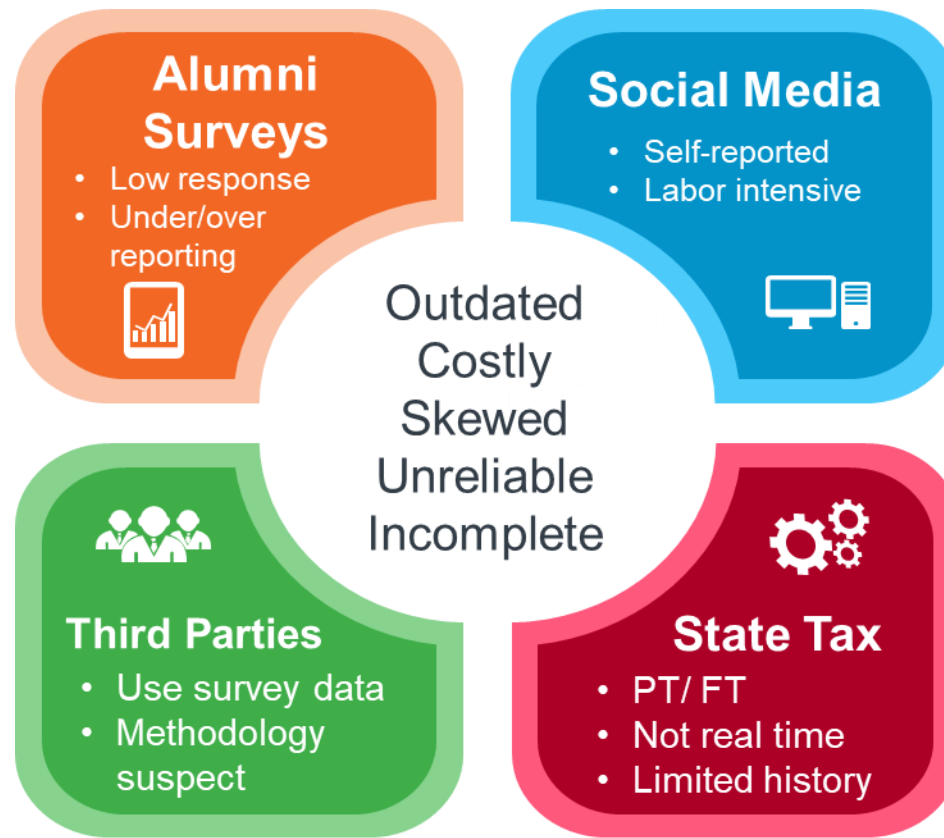 Alumni
Surveys
• Low response
• Under/over
reporting
Social Media
• Self-reported
• Labor intensive
Outdated
Costly
Skewed
Unreliable
Incomplete
Third Parties
• Use survey data
• Methodology
suspect
State Tax
• PT/ FT
• Not real time
• Limited history